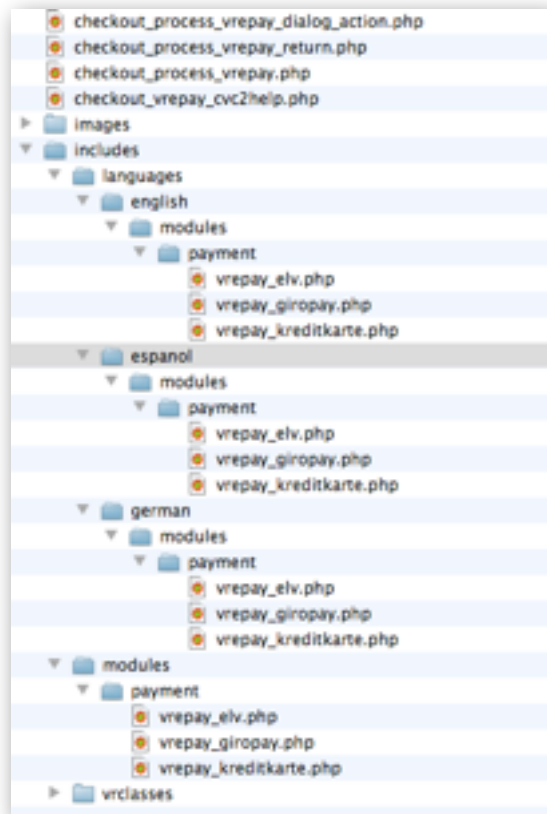 checkout_process_vrepay_dialog_action.php
checkout_process_vrepay_return.php
checkout_process_vrepay.php
checkout_vrepay_cvc2help.php
images
includes
languages
english
modules
payment
vrepay_elv.php
vrepay_giropay.php
vrepay_kreditkarte.php
espanol
modules
payment
vrepay_elv.php
vrepay_giropay.php
vrepay_kreditkarte.php
german
modules
payment
vrepay_elv.php
vrepay_giropay.php
vrepay_kreditkarte.php
modules
payment
vrepay_elv.php
vrepay_giropay.php
vrepay_kreditkarte.php
vrclasses